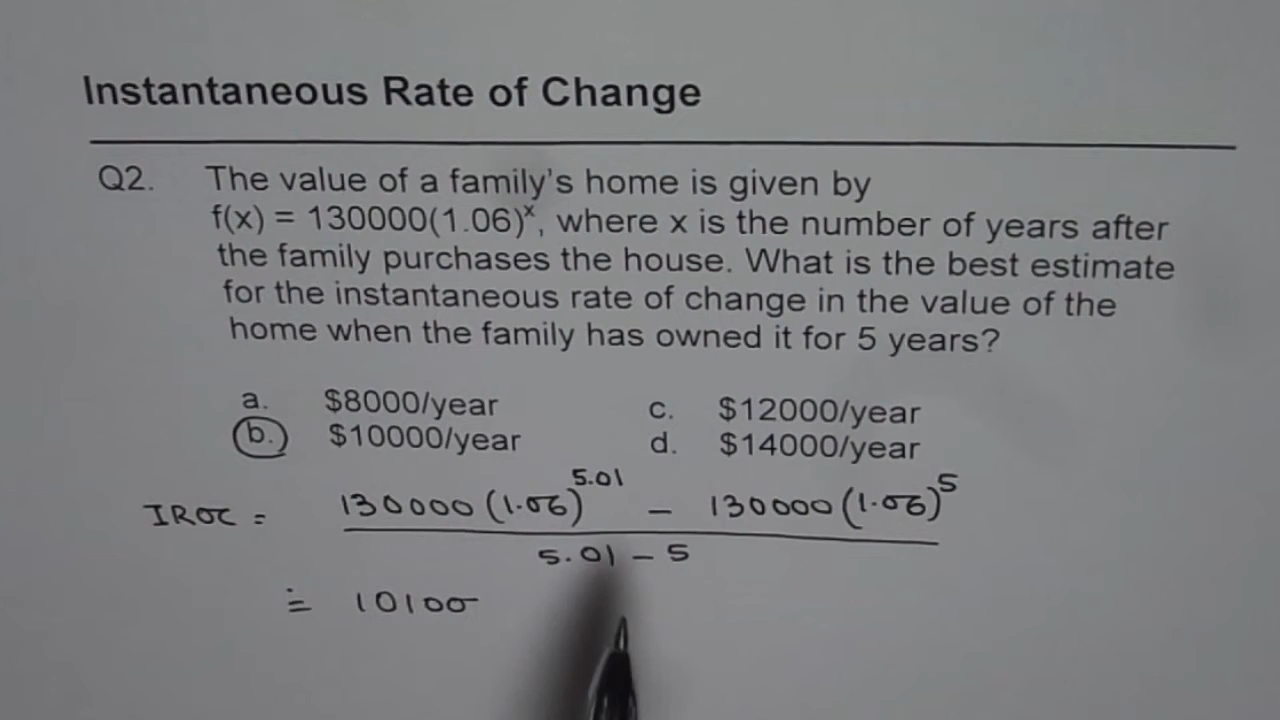 Instantaneous Rate of Change
Q2. The value of a family's home is given by
f(x) = 130000(1.06)ˣ, where x is the number of years after
the family purchases the house. What is the best estimate
for the instantaneous rate of change in the value of the
home when the family has owned it for 5 years?
a. $8000/year c. $12000/year
b. $10000/year d. $14000/year
IROC = 130000 (1.06)^5.01 – 130000 (1.06)^5
5.01 – 5
≐ 10100